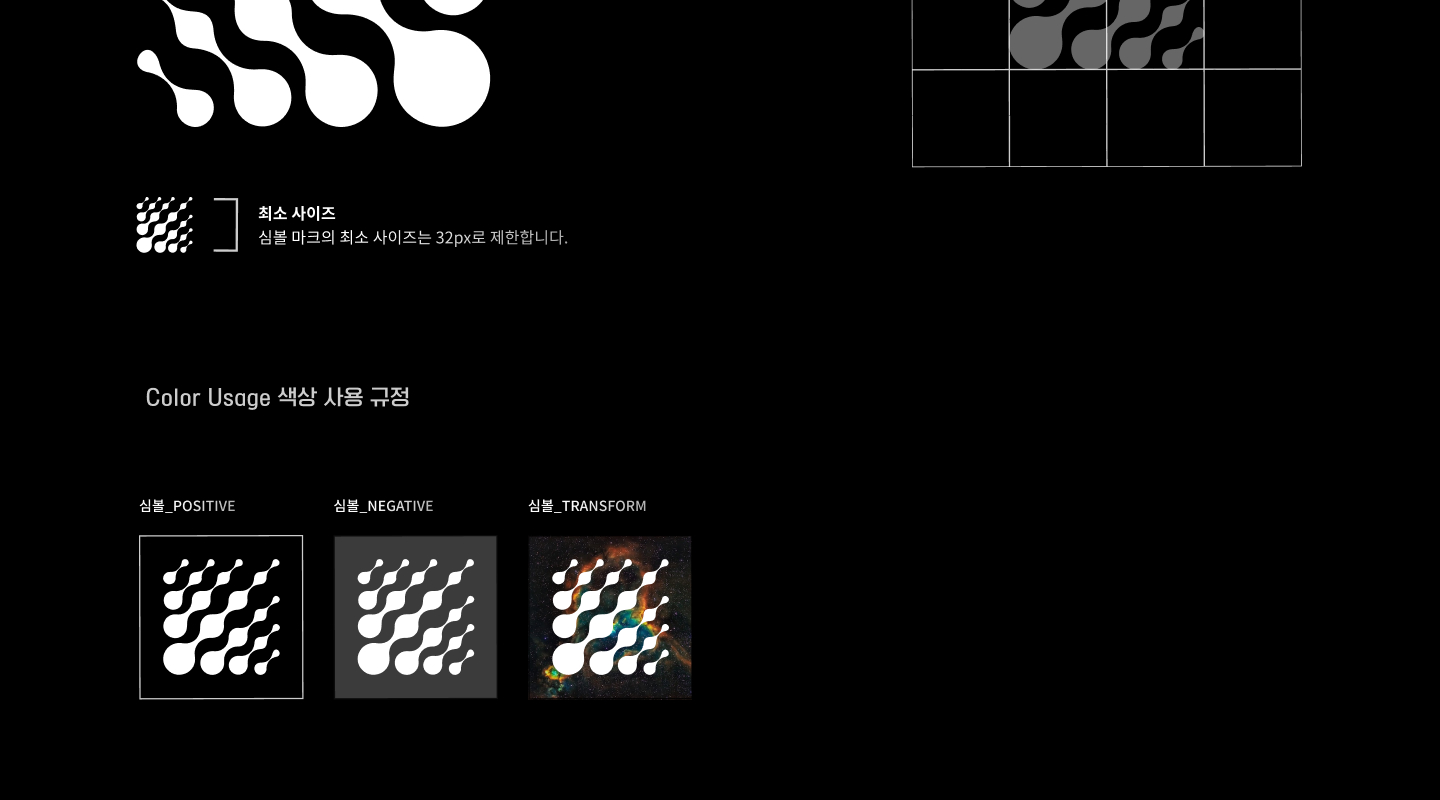 최소 사이즈
심볼 마크의 최소 사이즈는 32px로 제한합니다.
Color Usage 색상 사용 규정
심볼_POSITIVE
심볼_NEGATIVE
심볼_TRANSFORM